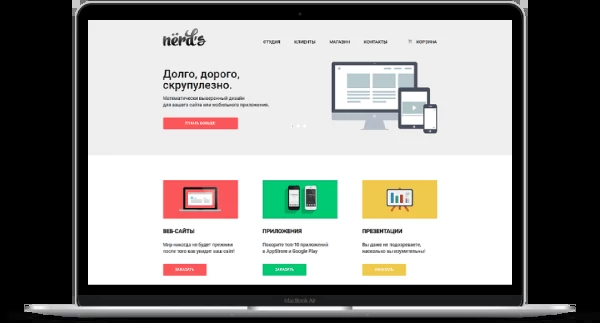 nёrd's
СТУДИЯ КЛИЕНТЫ МАГАЗИН КОНТАКТЫ КОРЗИНА
Долго, дорого,
скрупулезно.
Математически выверенный дизайн
для вашего сайта или мобильного приложения.
УЗНАТЬ БОЛЬШЕ
ВЕБ-САЙТЫ ПРИЛОЖЕНИЯ ПРЕЗЕНТАЦИИ
Мир никогда не будет прежним Покорите топ-10 приложений Вы даже не подозреваете,
после того как увидит ваш сайт! в AppStore и Google Play насколько вы изумительны!
ЗАКАЗАТЬ ЗАКАЗАТЬ ЗАКАЗАТЬ
MacBook Air